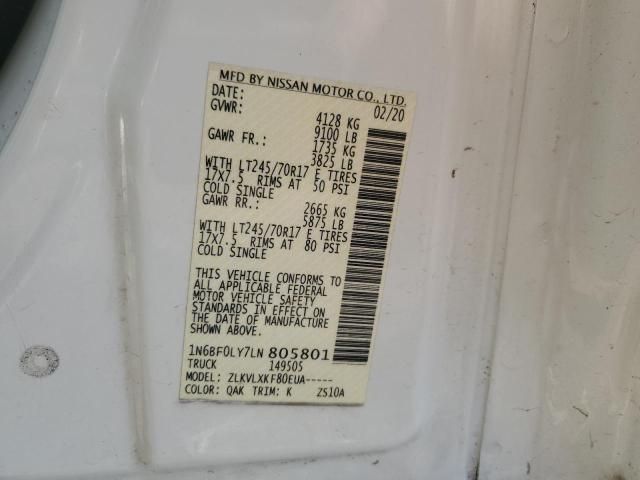 MFD BY NISSAN MOTOR CO., LTD.
DATE: 02/20
GVWR: 4128 KG
9100 LB
GAWR FR.: 1735 KG
3825 LB
WITH LT245/70R17 E TIRES
17X7.5 RIMS AT 50 PSI
COLD SINGLE
GAWR RR.: 2665 KG
5875 LB
WITH LT245/70R17 E TIRES
17X7.5 RIMS AT 80 PSI
COLD SINGLE
THIS VEHICLE CONFORMS TO
ALL APPLICABLE FEDERAL
MOTOR VEHICLE SAFETY
STANDARDS IN EFFECT ON
THE DATE OF MANUFACTURE
SHOWN ABOVE.
1N6BF0LY7LN 805801
TRUCK 149505
MODEL: ZLKVLXKF80EUA-----
COLOR: QAK TRIM: K ZS10A